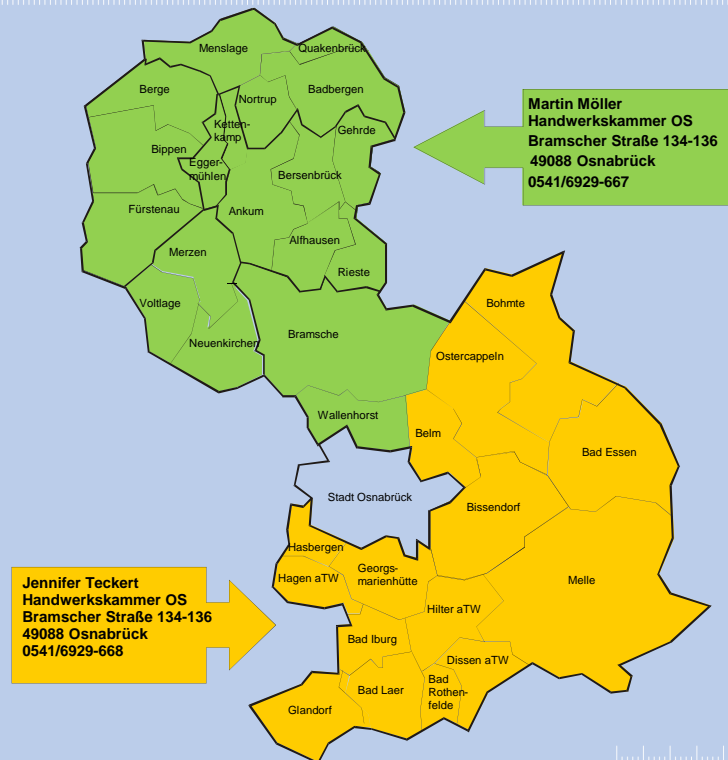 Menslage
Quakenbrück
Berge
Nortrup
Badbergen
Ketten-
kamp
Gehrde
Bippen
Egger-
mühlen
Bersenbrück
Fürstenau
Ankum
Alfhausen
Merzen
Rieste
Voltlage
Neuenkirchen
Bramsche
Wallenhorst
Martin Möller
Handwerkskammer OS
Bramscher Straße 134-136
49088 Osnabrück
0541/6929-667
Bohmte
Ostercappeln
Belm
Bad Essen
Stadt Osnabrück
Bissendorf
Hasbergen
Hagen aTW
Georgs-
marienhütte
Melle
Hilter aTW
Bad Iburg
Dissen aTW
Bad Laer
Bad
Rothen-
felde
Glandorf
Jennifer Teckert
Handwerkskammer OS
Bramscher Straße 134-136
49088 Osnabrück
0541/6929-668